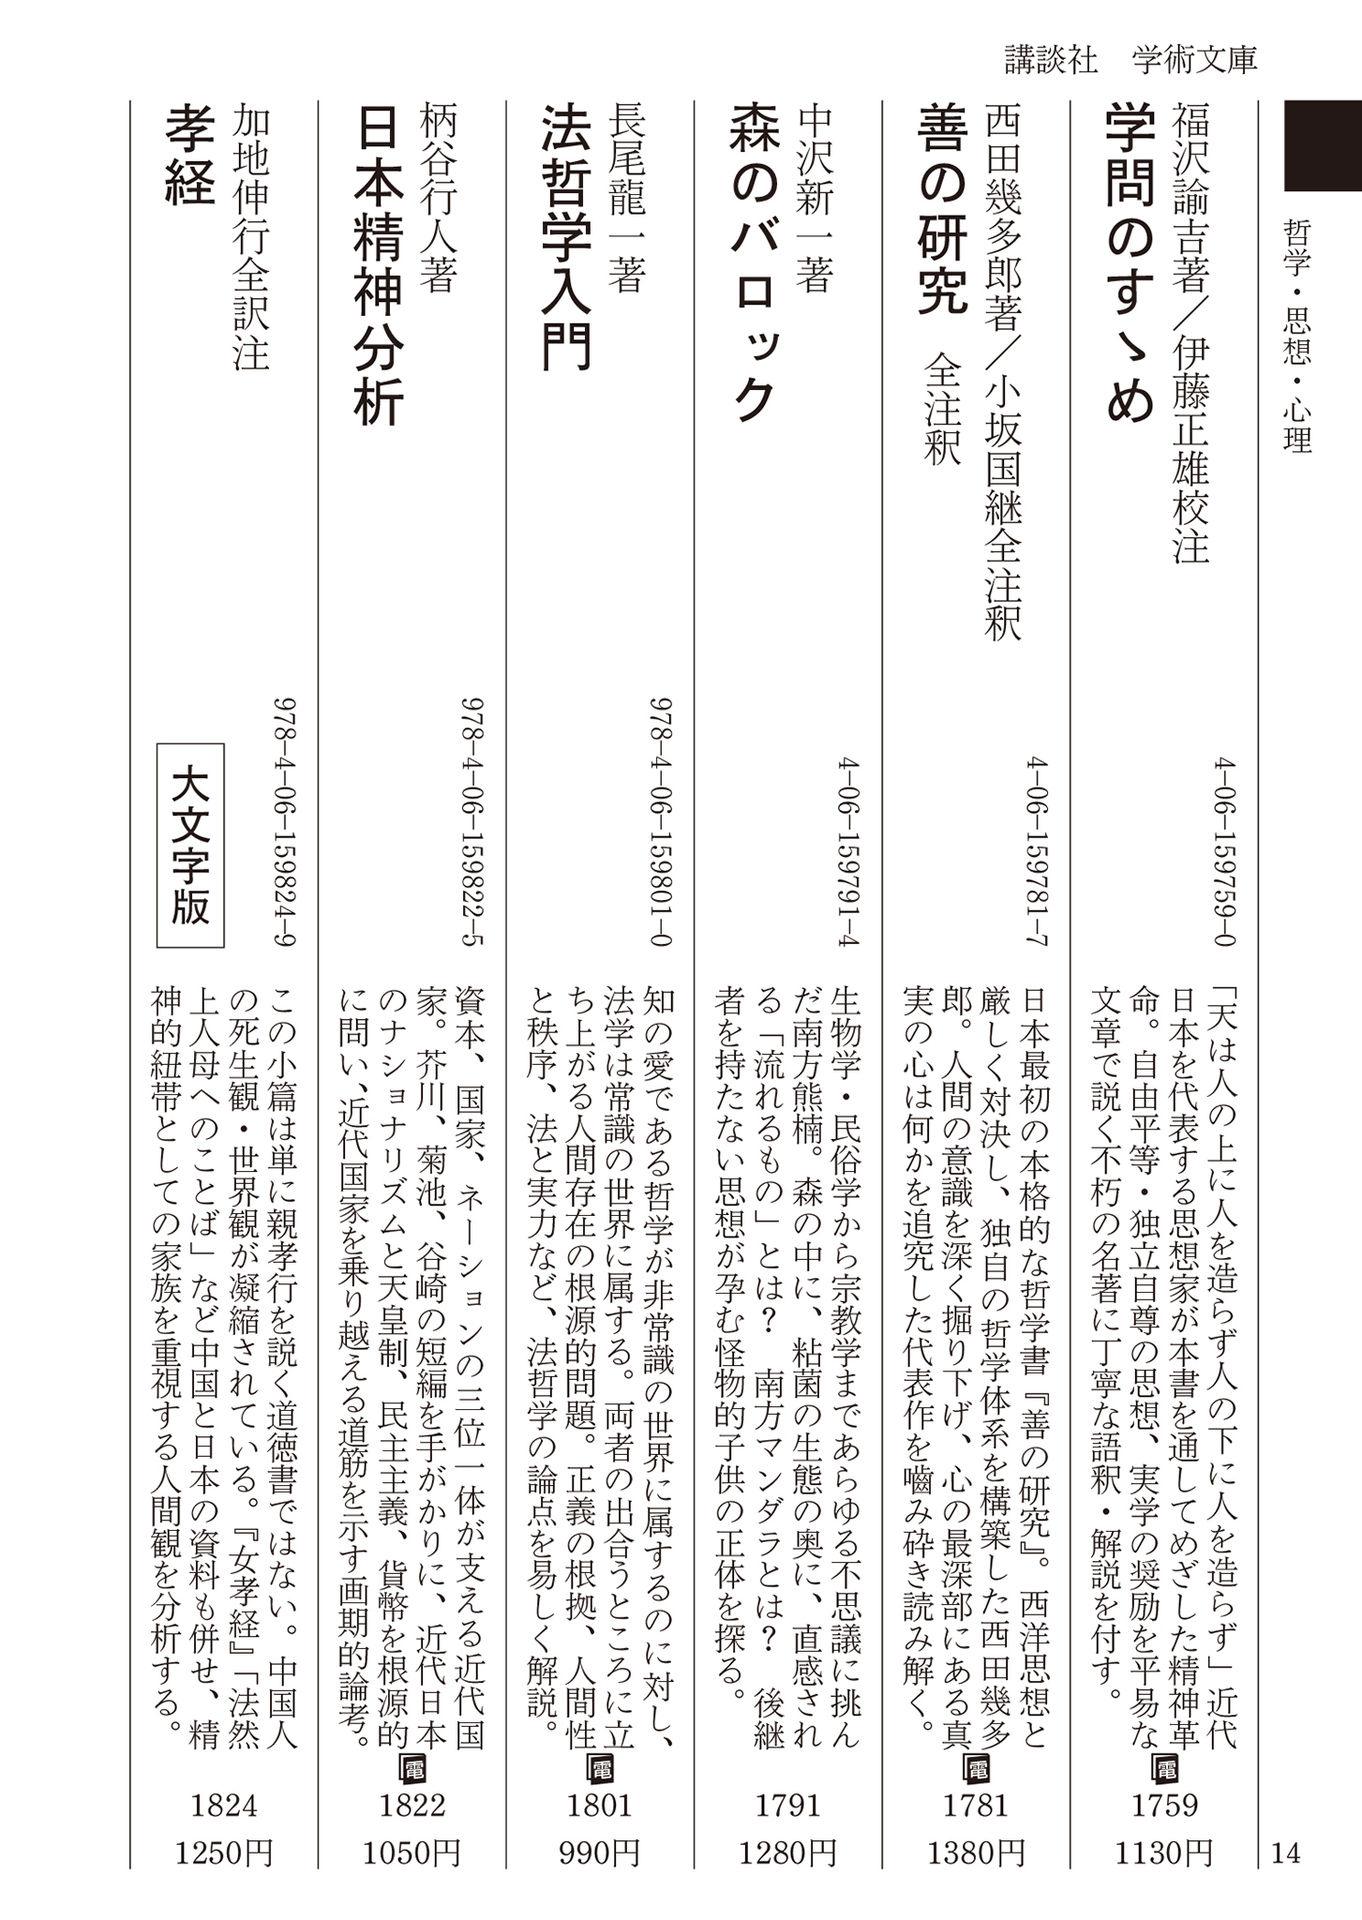 講談社　学術文庫
哲学・思想・心理
14
福沢諭吉著／伊藤正雄校注
学問のすゝめ
4-06-159759-0
「天は人の上に人を造らず人の下に人を造らず」近代
日本を代表する思想家が本書を通してめざした精神革
命。自由平等・独立自尊の思想、実学の奨励を平易な
文章で説く不朽の名著に丁寧な語釈・解説を付す。
電
1759
1130円
西田幾多郎著／小坂国継全注釈
善の研究　全注釈
4-06-159781-7
日本最初の本格的な哲学書『善の研究』。西洋思想と
厳しく対決し、独自の哲学体系を構築した西田幾多
郎。人間の意識を深く掘り下げ、心の最深部にある真
実の心は何かを追究した代表作を嚙み砕き読み解く。
電
1781
1380円
中沢新一著
森のバロック
4-06-159791-4
生物学・民俗学から宗教学まであらゆる不思議に挑ん
だ南方熊楠。森の中に、粘菌の生態の奥に、直感され
る「流れるもの」とは？　南方マンダラとは？　後継
者を持たない思想が孕む怪物的子供の正体を探る。
1791
1280円
長尾龍一著
法哲学入門
978-4-06-159801-0
知の愛である哲学が非常識の世界に属するのに対し、
法学は常識の世界に属する。両者の出合うところに立
ち上がる人間存在の根源的問題。正義の根拠、人間性
と秩序、法と実力など、法哲学の論点を易しく解説。
電
1801
990円
柄谷行人著
日本精神分析
978-4-06-159822-5
資本、国家、ネーションの三位一体が支える近代国
家。芥川、菊池、谷崎の短編を手がかりに、近代日本
のナショナリズムと天皇制、民主主義、貨幣を根源的
に問い、近代国家を乗り越える道筋を示す画期的論考。
電
1822
1050円
加地伸行全訳注
孝経
978-4-06-159824-9
大文字版
この小篇は単に親孝行を説く道徳書ではない。中国人
の死生観・世界観が凝縮されている。『女孝経』「法然
上人母へのことば」など中国と日本の資料も併せ、精
神的紐帯としての家族を重視する人間観を分析する。
1824
1250円